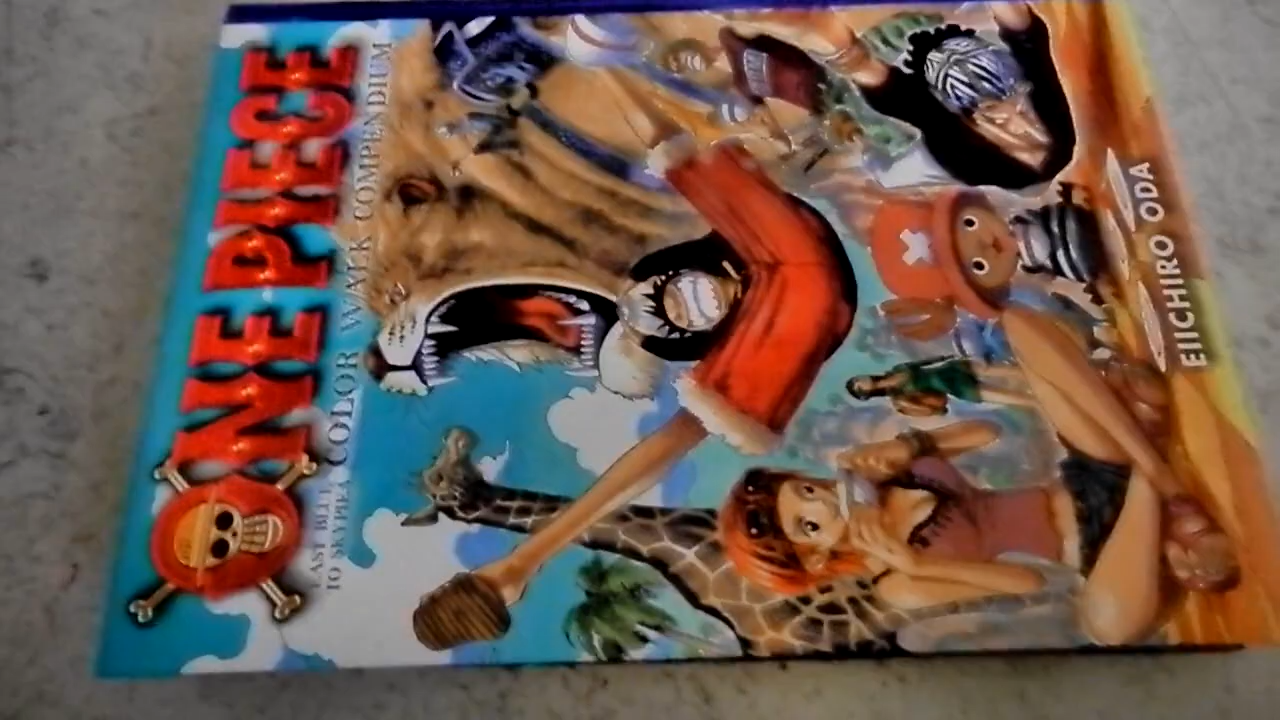 ONE PIECE
COLOR WALK COMPENDIUM
EAST BLUE
TO SKYPIEA
EIICHIRO ODA